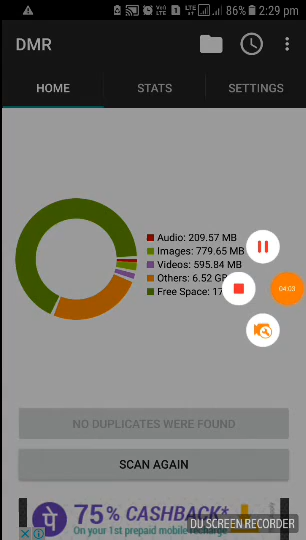 86% 2:29 pm
DMR
HOME STATS SETTINGS
Audio: 209.57 MB
Images: 779.65 MB
Videos: 595.84 MB
Others: 6.52 GB
Free Space: 17
04:03
NO DUPLICATES WERE FOUND
SCAN AGAIN
75% CASHBACK*
On your 1st prepaid mobile recharge
DU SCREEN RECORDER